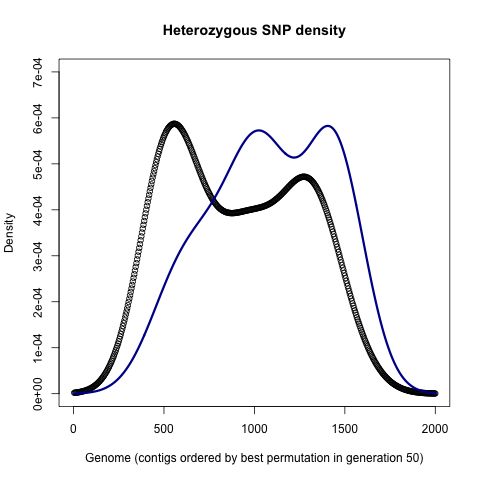 Heterozygous SNP density
Density
7e-04
6e-04
5e-04
4e-04
3e-04
2e-04
1e-04
0e+00
0 500 1000 1500 2000
Genome (contigs ordered by best permutation in generation 50)